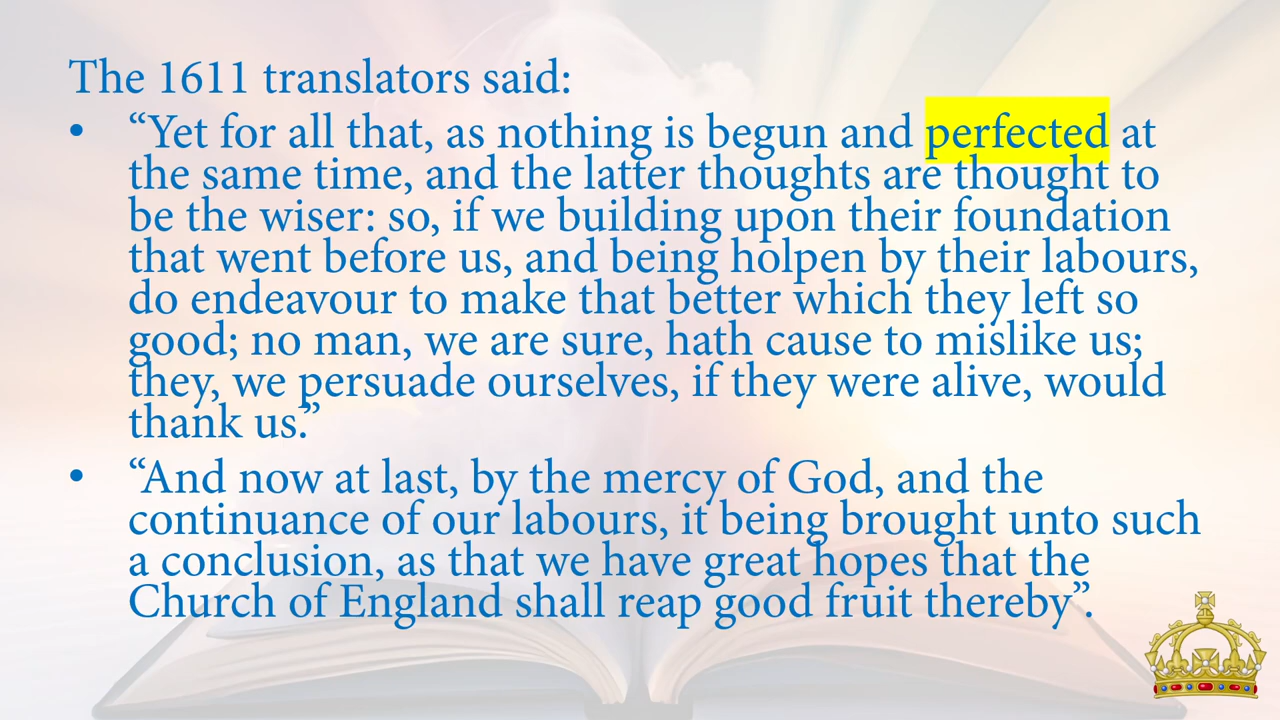 The 1611 translators said:
• “Yet for all that, as nothing is begun and perfected at
the same time, and the latter thoughts are thought to
be the wiser: so, if we building upon their foundation
that went before us, and being holpen by their labours,
do endeavour to make that better which they left so
good; no man, we are sure, hath cause to mislike us;
they, we persuade ourselves, if they were alive, would
thank us.”
• “And now at last, by the mercy of God, and the
continuance of our labours, it being brought unto such
a conclusion, as that we have great hopes that the
Church of England shall reap good fruit thereby”.